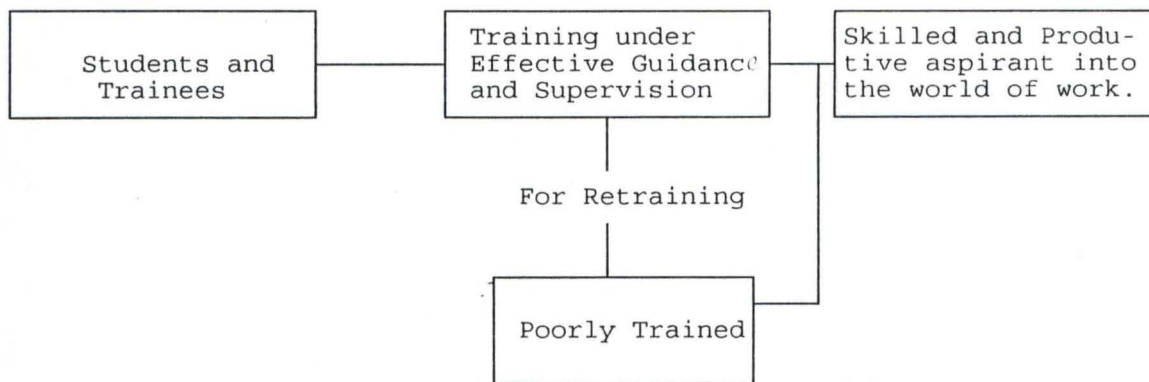 Students and
Trainees
Training under
Effective Guidance
and Supervision
Skilled and Produ-
tive aspirant into
the world of work.
For Retraining
Poorly Trained